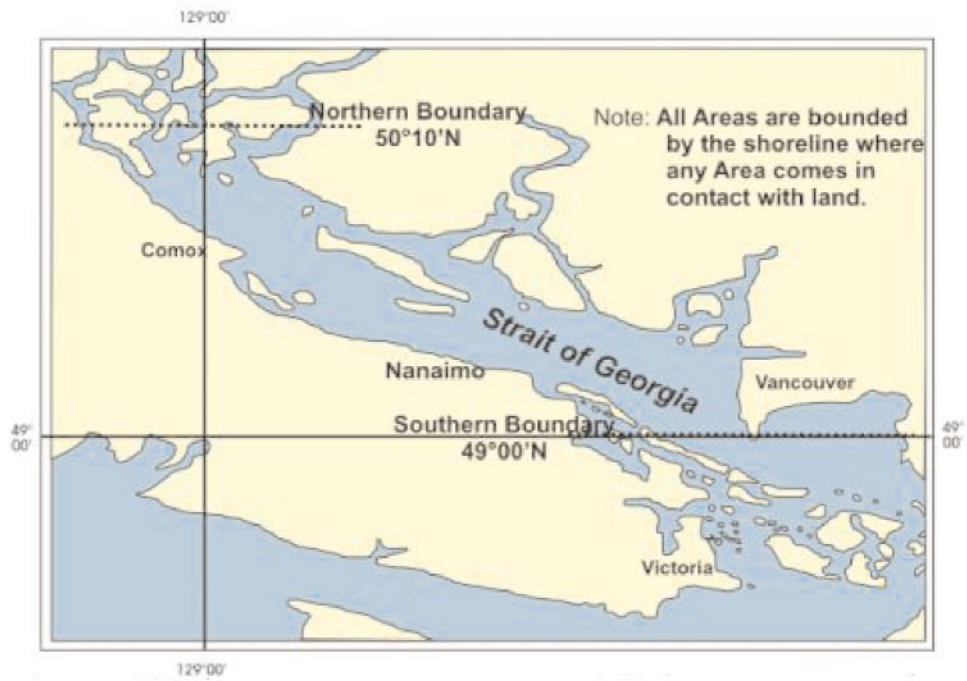 129°00'
Northern Boundary
50°10'N
Note: All Areas are bounded
by the shoreline where
any Area comes in
contact with land.
Comox
Strait of Georgia
Nanaimo
Vancouver
Southern Boundary
49°00'N
49°
00'
49°
00'
Victoria
129°00'